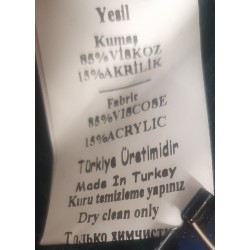 Yesil
Kumaş
85%VİSKOZ
15%AKRİLİK
Fabric
85%VISCOSE
15%ACRYLIC
Türkiye Üretimidir
Made In Turkey
Kuru temizleme yapınız
Dry clean only
Только химчистк